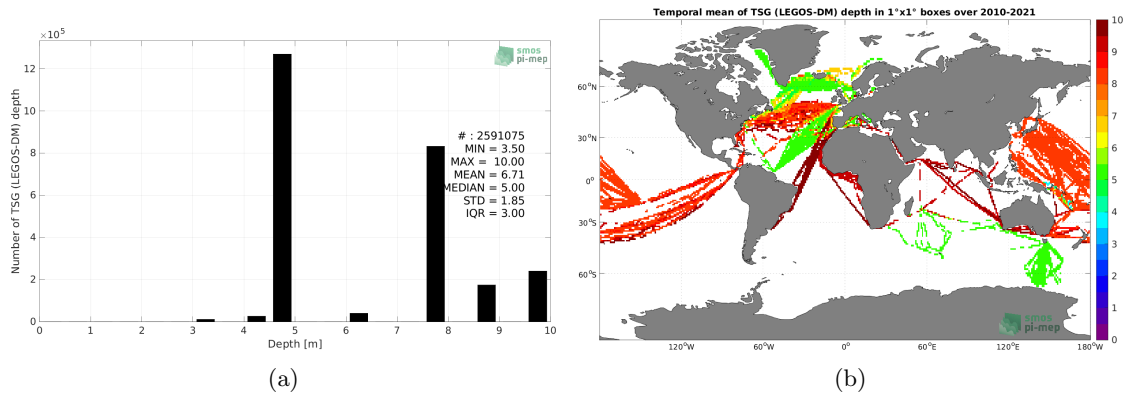 ×10^5
smos
pi-mep
12
10
8
6
4
2
0
Number of TSG (LEGOS-DM) depth
# : 2591075
MIN = 3.50
MAX = 10.00
MEAN = 6.71
MEDIAN = 5.00
STD = 1.85
IQR = 3.00
0 1 2 3 4 5 6 7 8 9 10
Depth [m]
(a)
Temporal mean of TSG (LEGOS-DM) depth in 1°x1° boxes over 2010-2021
60°N
30°N
0°
30°S
60°S
120°W 60°W 0° 60°E 120°E 180°W
smos
pi-mep
10
9
8
7
6
5
4
3
2
1
0
(b)